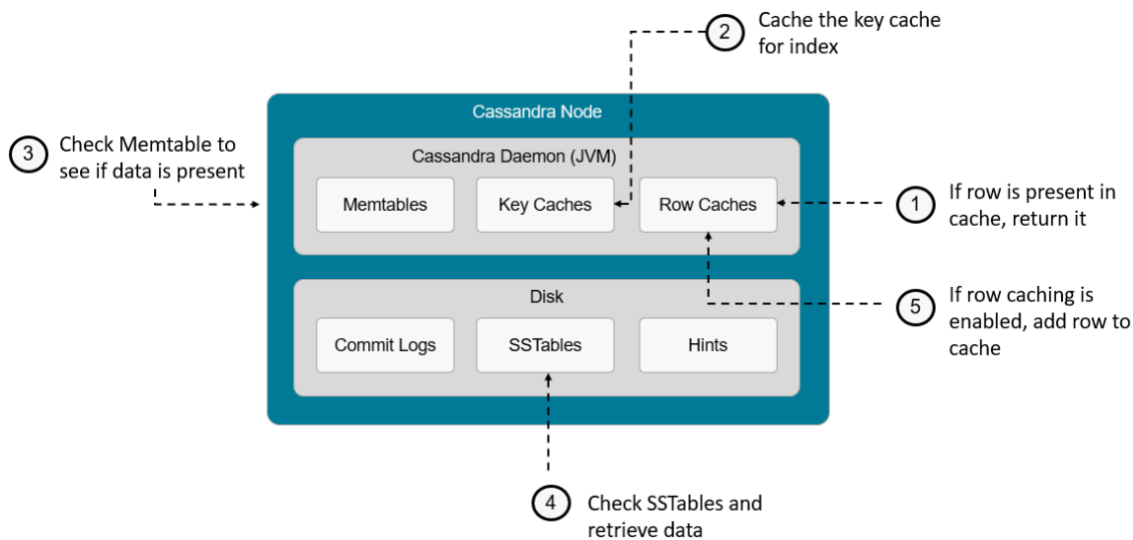 2
Cache the key cache
for index
Cassandra Node
3
Check Memtable to
see if data is present
Cassandra Daemon (JVM)
Memtables
Key Caches
Row Caches
1
If row is present in
cache, return it
Disk
5
If row caching is
enabled, add row to
cache
Commit Logs
SSTables
Hints
4
Check SSTables and
retrieve data